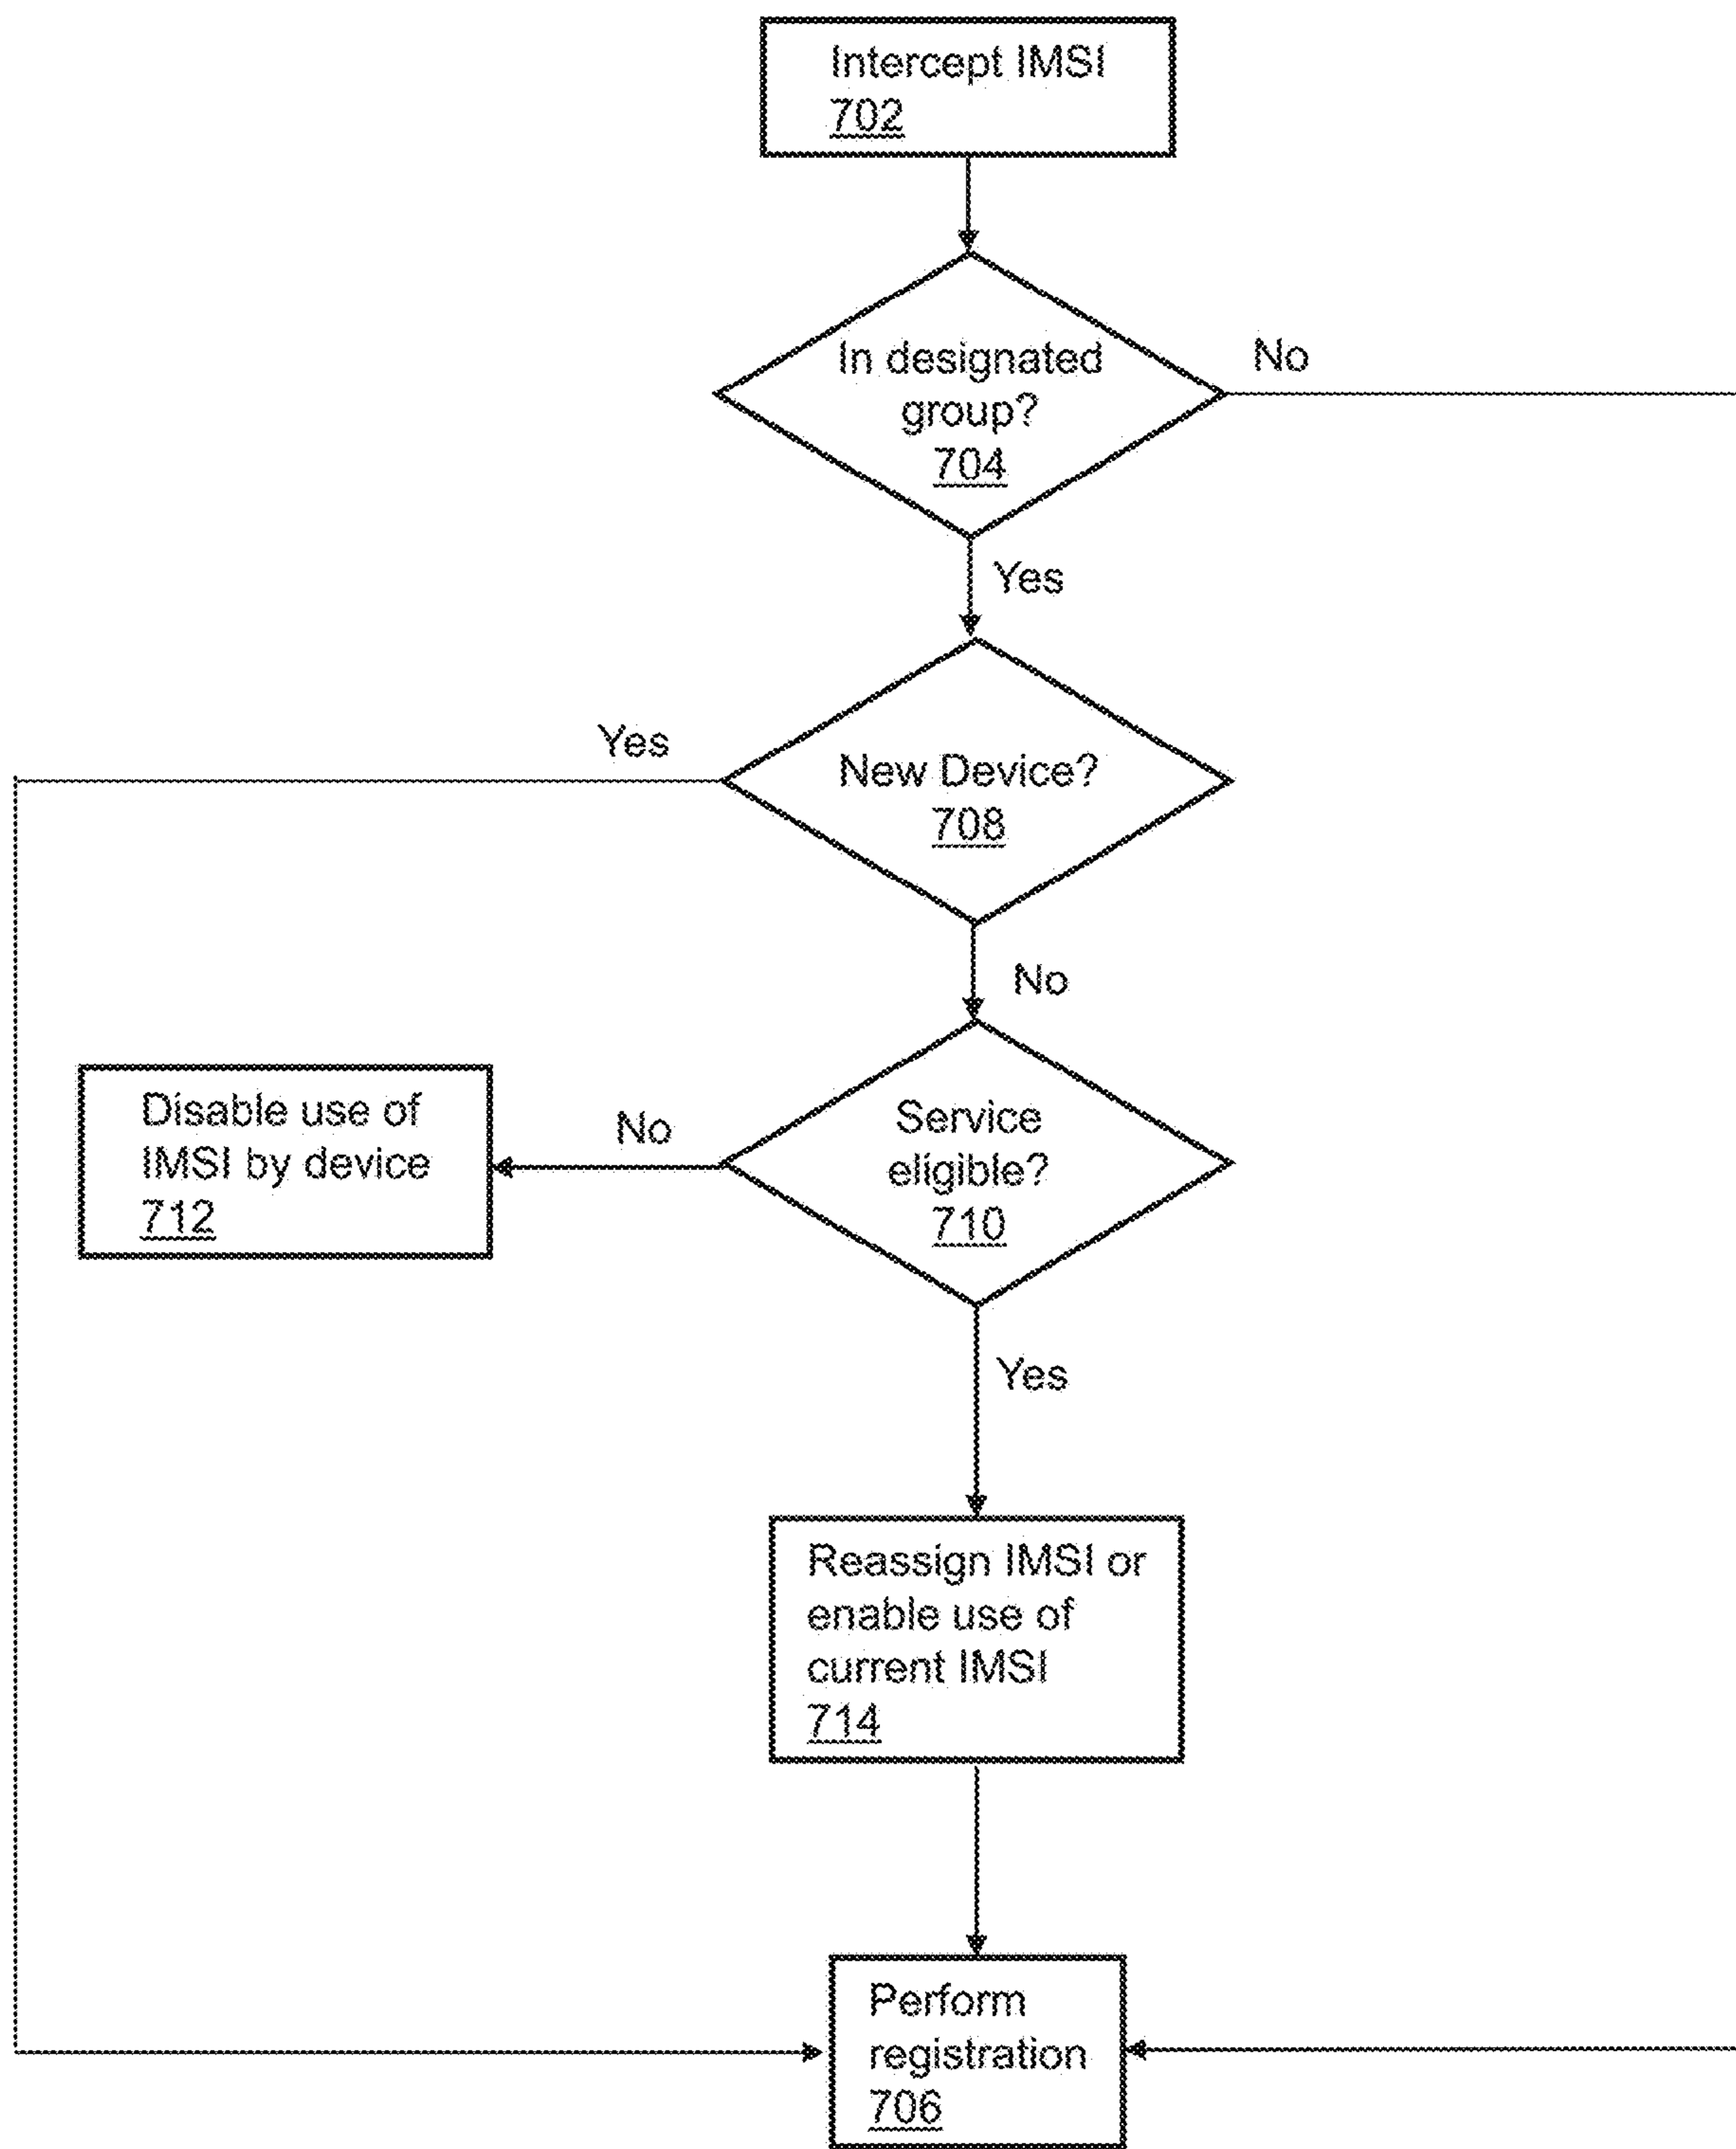 Intercept IMSI
702
In designated
group?
704
No
Yes
Yes
New Device?
708
No
Disable use of
IMSI by device
712
No
Service
eligible?
710
Yes
Reassign IMSI or
enable use of
current IMSI
714
Perform
registration
706